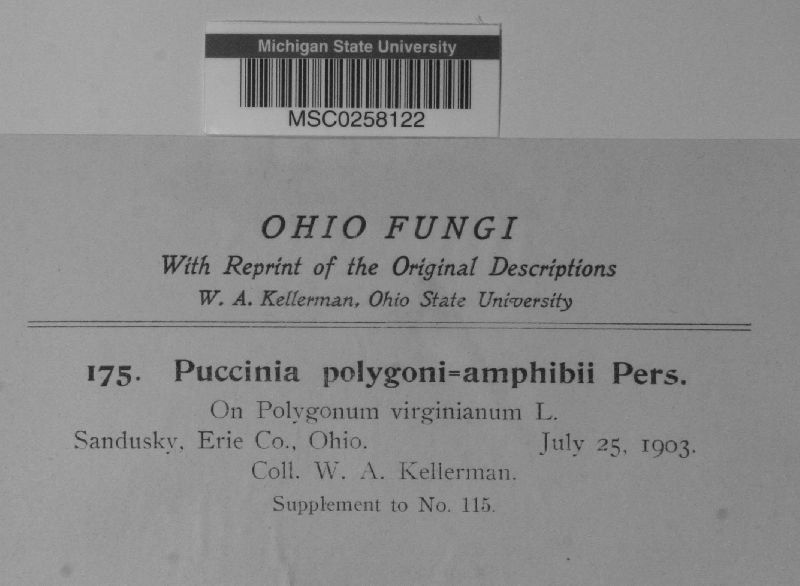 Michigan State University
MSC0258122
OHIO FUNGI
With Reprint of the Original Descriptions
W. A. Kellerman, Ohio State University
175. Puccinia polygoni=amphibii Pers.
On Polygonum virginianum L.
Sandusky, Erie Co., Ohio. July 25, 1903.
Coll. W. A. Kellerman.
Supplement to No. 115.